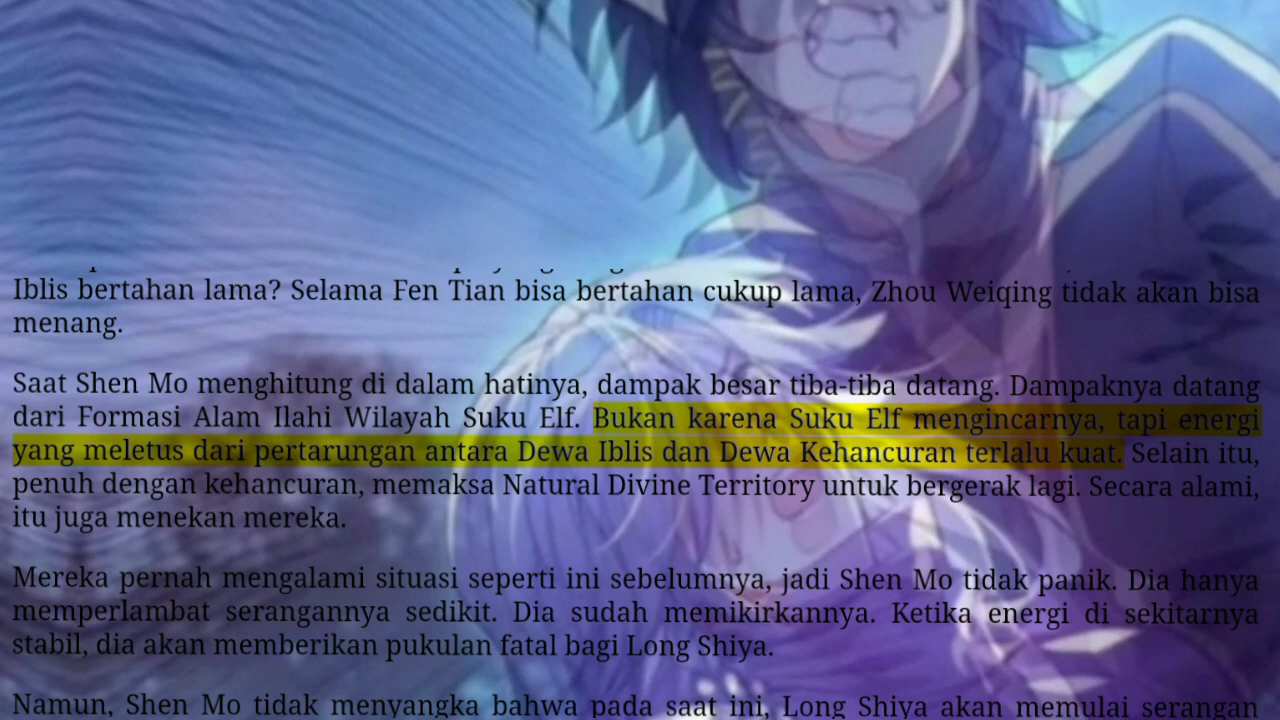 Iblis bertahan lama? Selama Fen Tian bisa bertahan cukup lama, Zhou Weiqing tidak akan bisa
menang.
Saat Shen Mo menghitung di dalam hatinya, dampak besar tiba-tiba datang. Dampaknya datang
dari Formasi Alam Ilahi Wilayah Suku Elf. Bukan karena Suku Elf mengincarnya, tapi energi
yang meletus dari pertarungan antara Dewa Iblis dan Dewa Kehancuran terlalu kuat. Selain itu,
penuh dengan kehancuran, memaksa Natural Divine Territory untuk bergerak lagi. Secara alami,
itu juga menekan mereka.
Mereka pernah mengalami situasi seperti ini sebelumnya, jadi Shen Mo tidak panik. Dia hanya
memperlambat serangannya sedikit. Dia sudah memikirkannya. Ketika energi di sekitarnya
stabil, dia akan memberikan pukulan fatal bagi Long Shiya.
Namun, Shen Mo tidak menyangka bahwa pada saat ini, Long Shiya akan memulai serangan